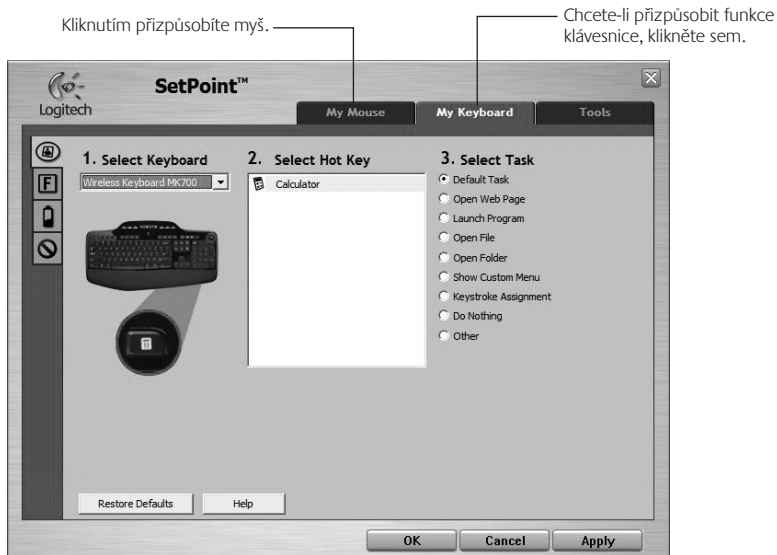 Kliknutím přizpůsobíte myš.
Chcete-li přizpůsobit funkce
klávesnice, klikněte sem.
Logitech
SetPoint™
My Mouse
My Keyboard
Tools
1. Select Keyboard
Wireless Keyboard MK700
2. Select Hot Key
Calculator
3. Select Task
Default Task
Open Web Page
Launch Program
Open File
Open Folder
Show Custom Menu
Keystroke Assignment
Do Nothing
Other
F
Restore Defaults
Help
OK
Cancel
Apply